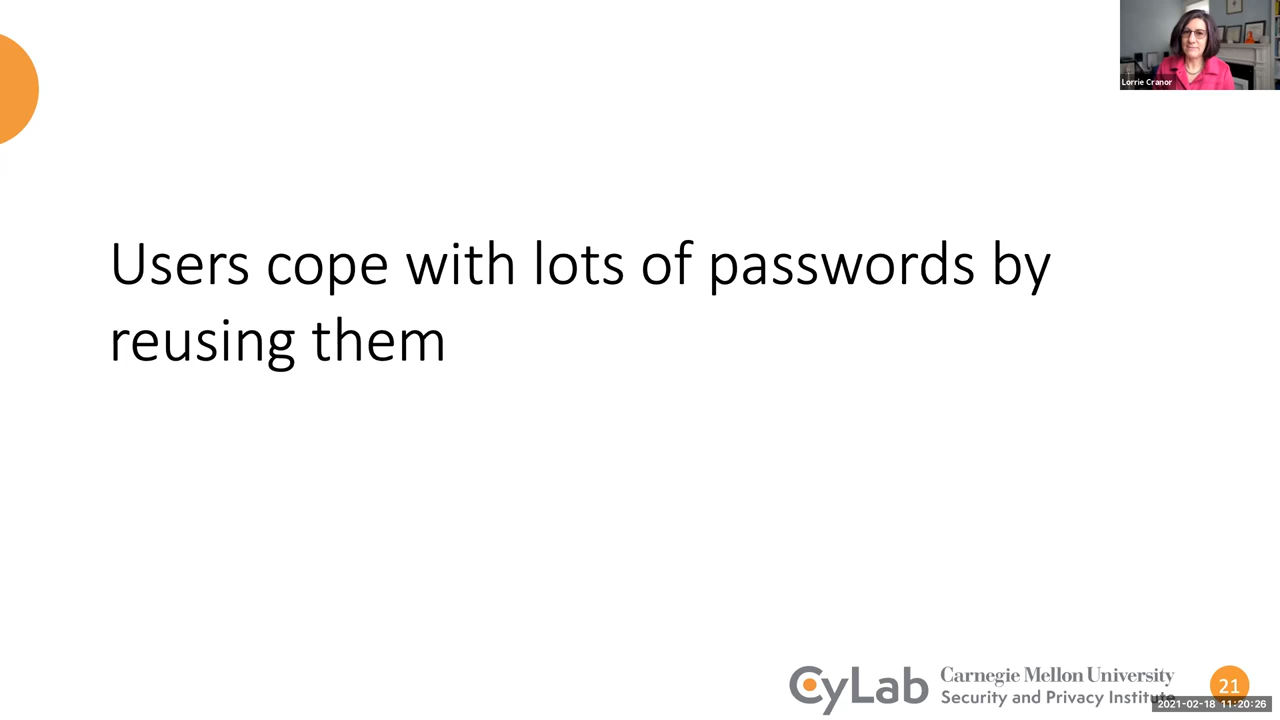 Lorrie Cranor
Users cope with lots of passwords by
reusing them
CyLab
Carnegie Mellon University
Security and Privacy Institute
21
2021-02-18 11:20:26